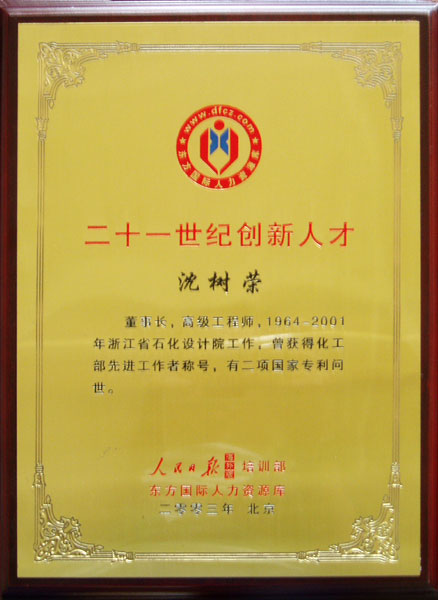 www.dfcz.com
东方国际人力资源库
二十一世纪创新人才
沈树荣
董事长，高级工程师，1964-2001
年浙江省石化设计院工作，曾获得化工
部先进工作者称号，有二项国家专利问
世。
人民日报 海外版 培训部
东方国际人力资源库
二零零三年 北京